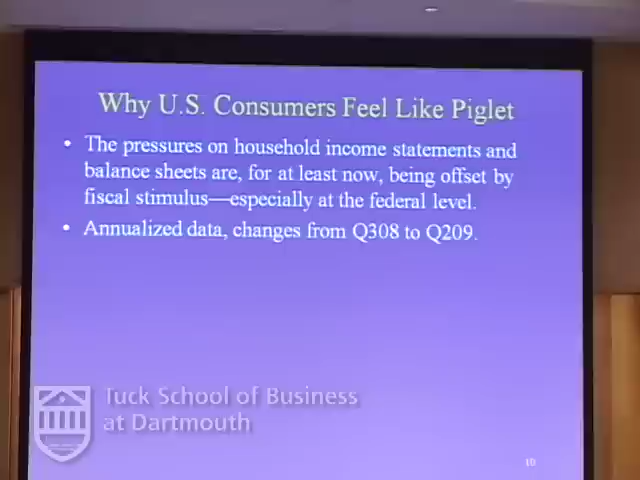 Why U.S. Consumers Feel Like Piglet
• The pressures on household income statements and
balance sheets are, for at least now, being offset by
fiscal stimulus—especially at the federal level.
• Annualized data, changes from Q308 to Q209.
Tuck School of Business
at Dartmouth
10